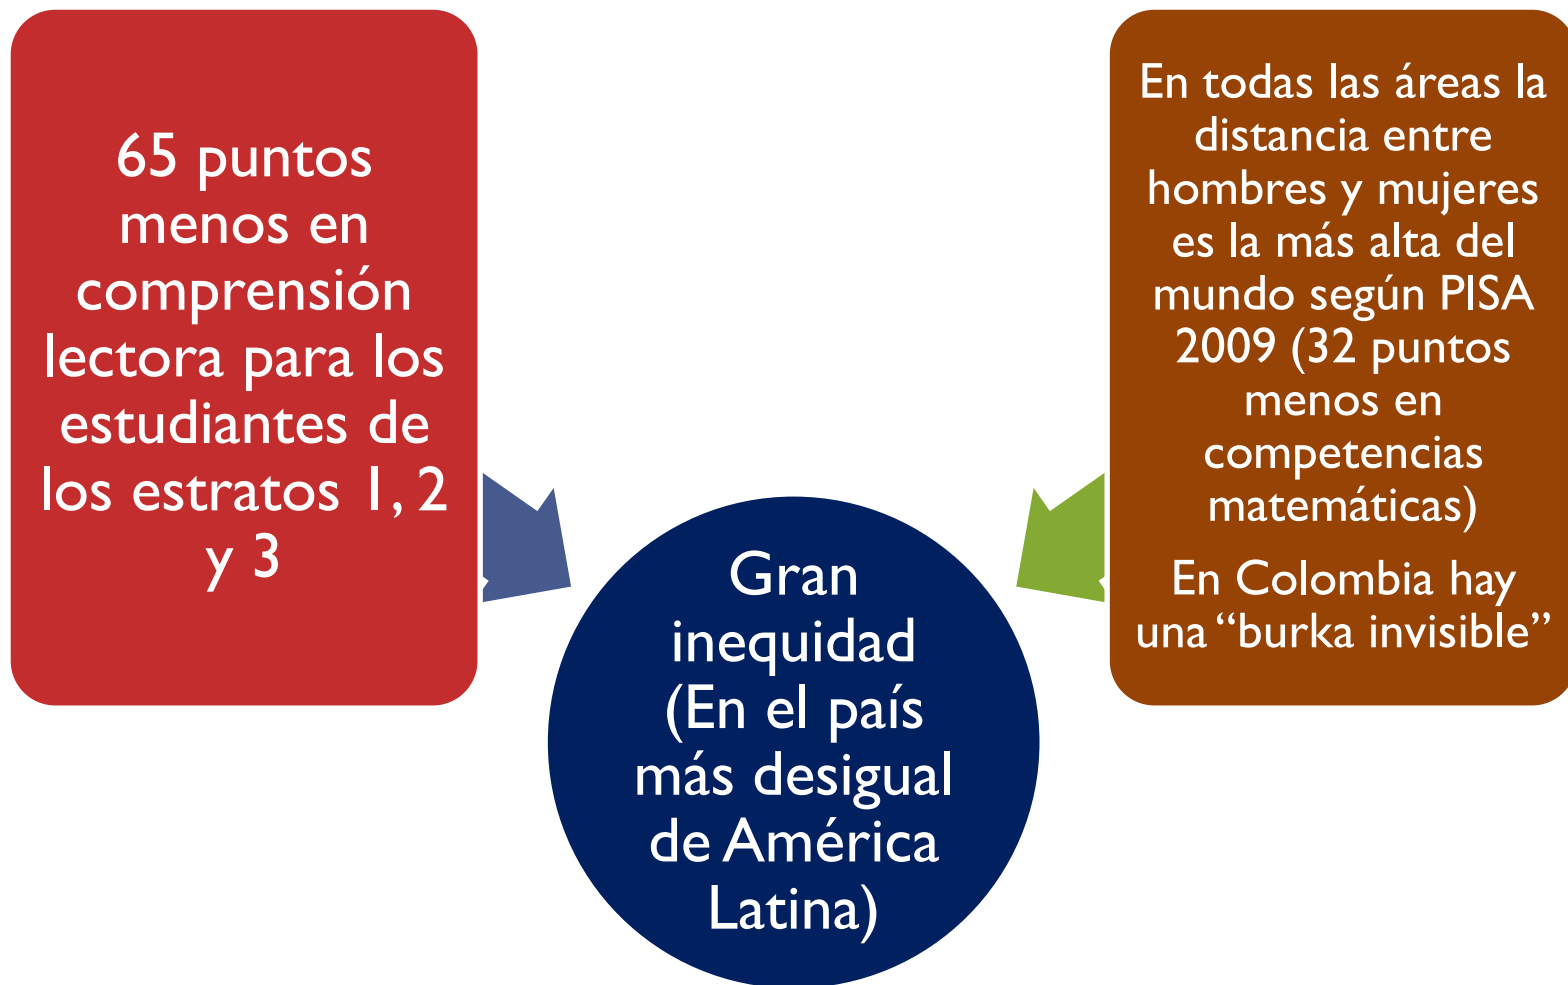 65 puntos
menos en
comprensión
lectora para los
estudiantes de
los estratos 1, 2
y 3
En todas las áreas la
distancia entre
hombres y mujeres
es la más alta del
mundo según PISA
2009 (32 puntos
menos en
competencias
matemáticas)
En Colombia hay
una “burka invisible”
Gran
inequidad
(En el país
más desigual
de América
Latina)